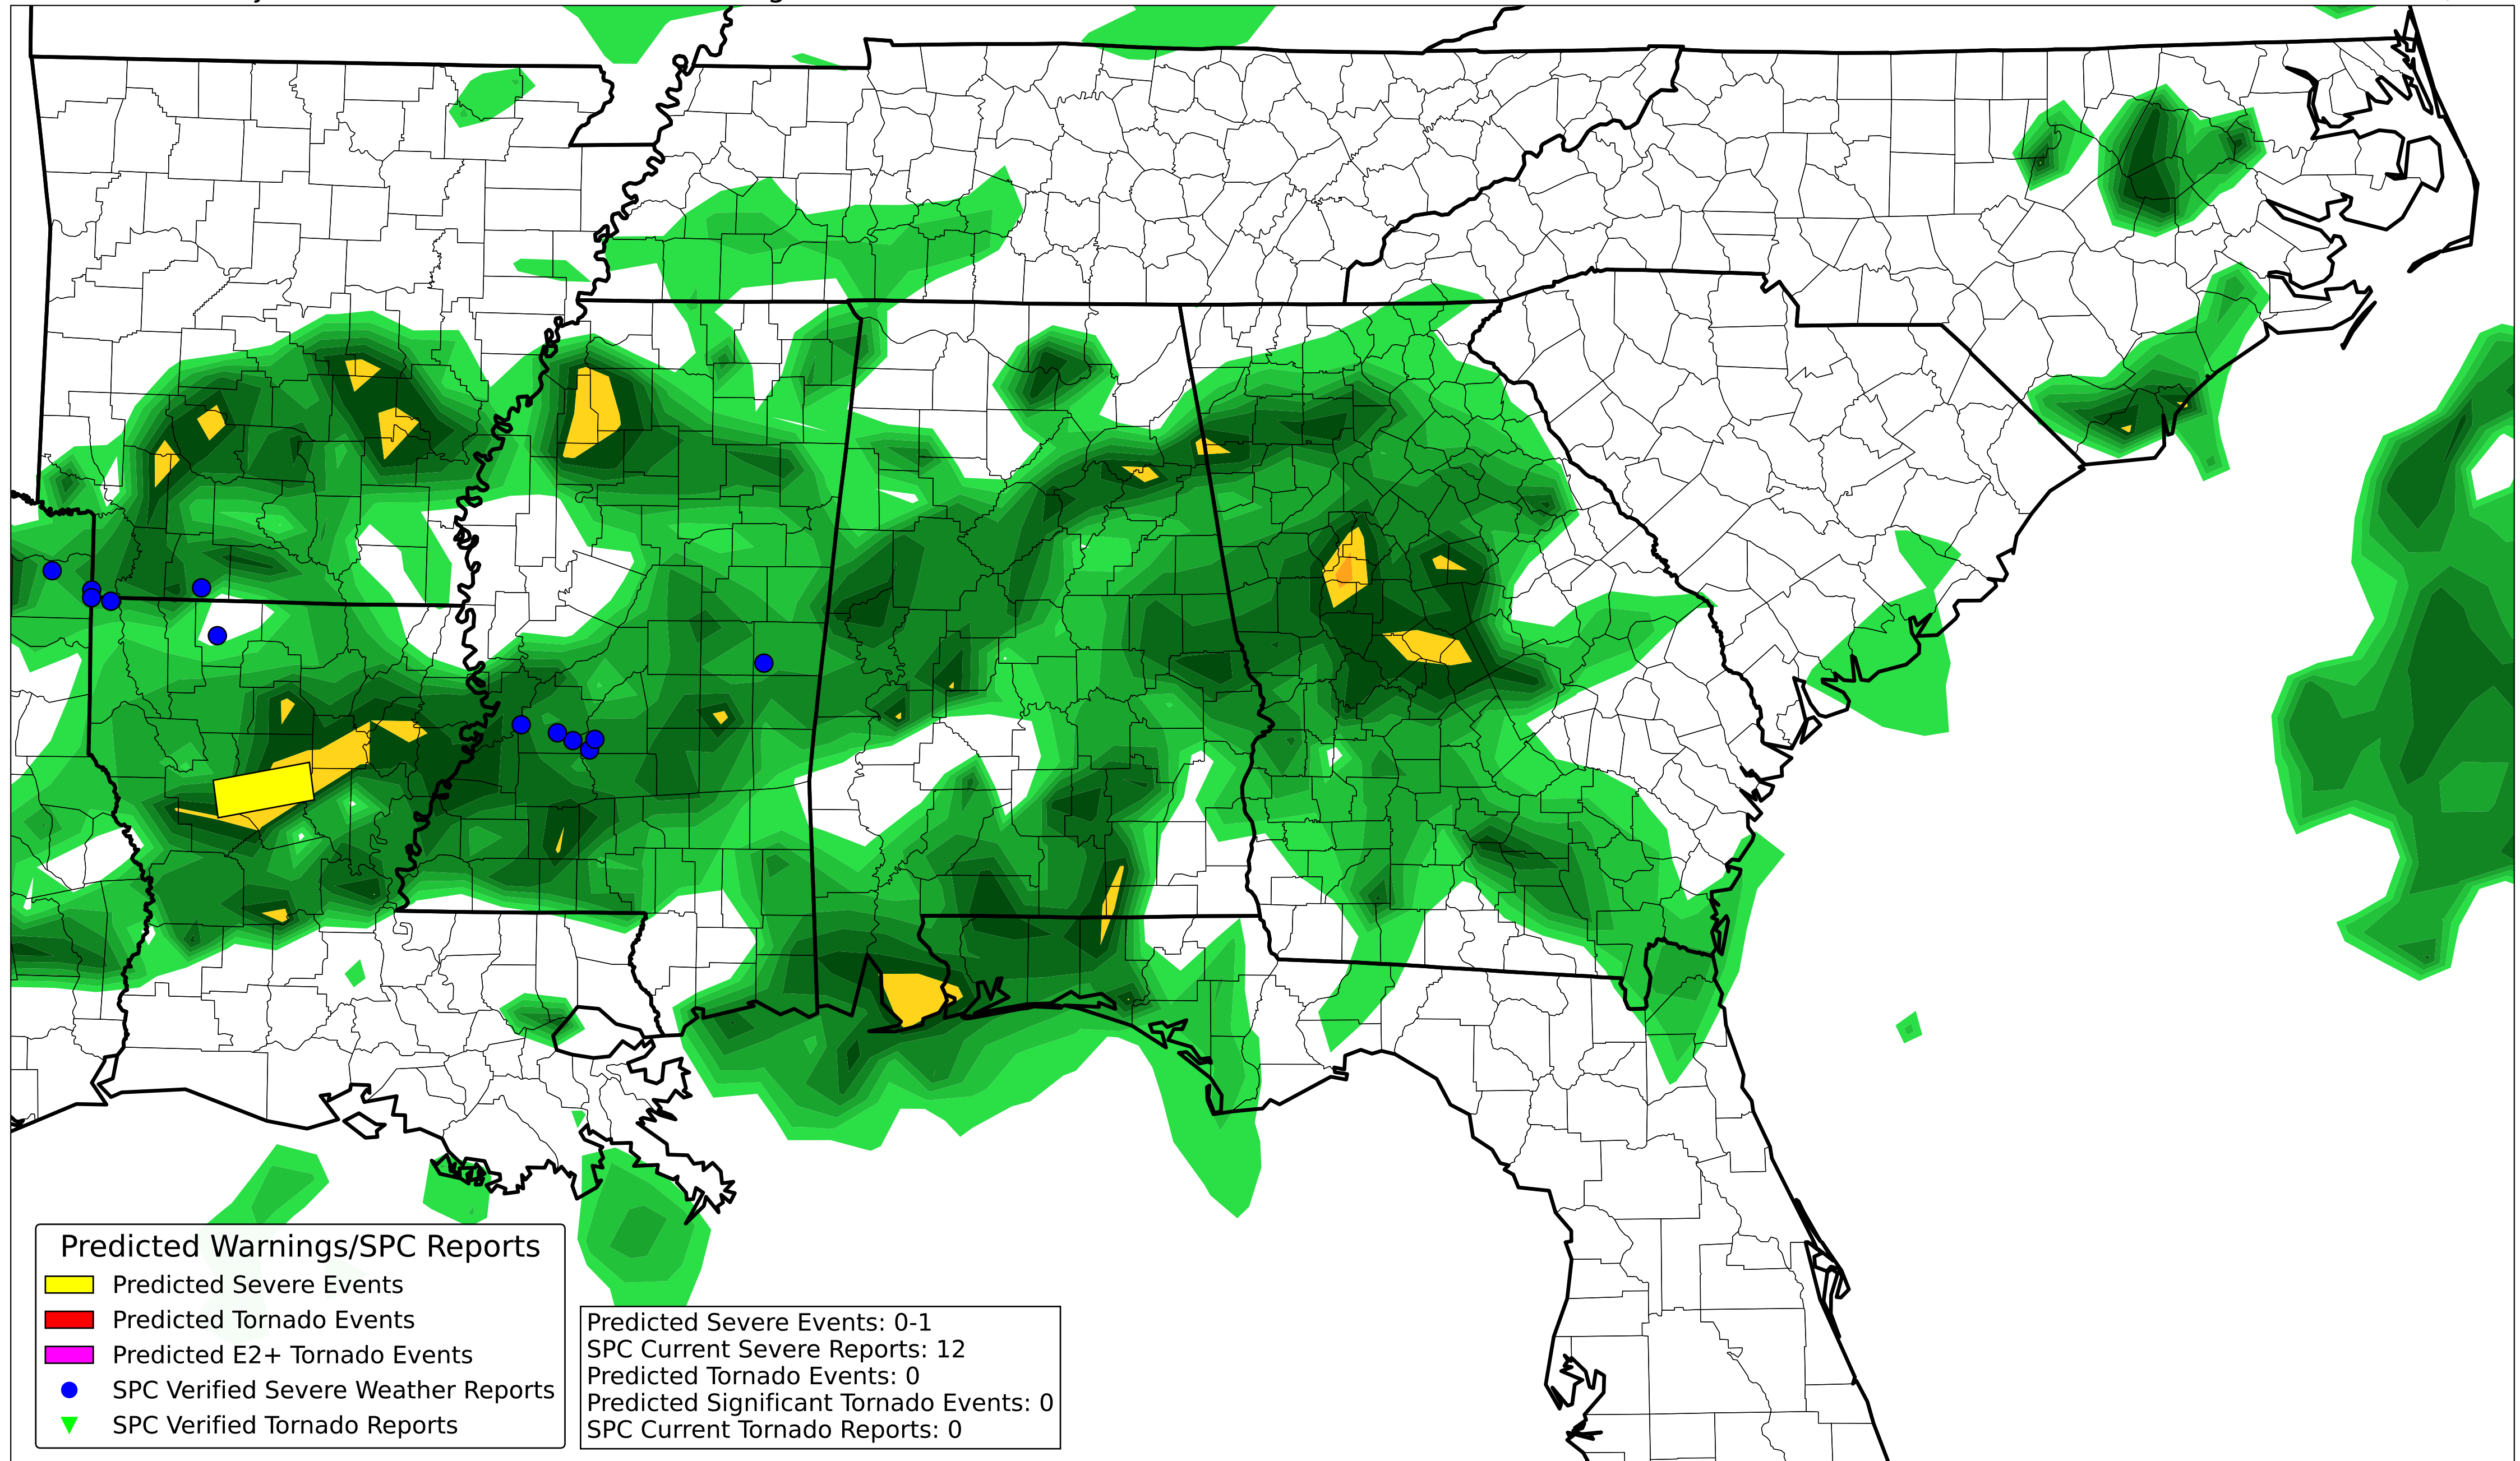 Predicted Warnings/SPC Reports
Predicted Severe Events
Predicted Tornado Events
Predicted E2+ Tornado Events
SPC Verified Severe Weather Reports
SPC Verified Tornado Reports
Predicted Severe Events: 0-1
SPC Current Severe Reports: 12
Predicted Tornado Events: 0
Predicted Significant Tornado Events: 0
SPC Current Tornado Reports: 0